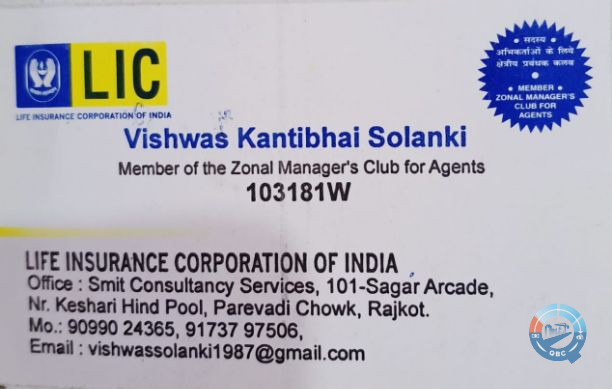 LIC
LIFE INSURANCE CORPORATION OF INDIA
• सदस्य •
अभिकर्ताओं के लिये
क्षेत्रीय प्रबंधक क्लब
• MEMBER •
ZONAL MANAGER'S
CLUB FOR
AGENTS
Vishwas Kantibhai Solanki
Member of the Zonal Manager's Club for Agents
103181W
LIFE INSURANCE CORPORATION OF INDIA
Office : Smit Consultancy Services, 101-Sagar Arcade,
Nr. Keshari Hind Pool, Parevadi Chowk, Rajkot.
Mo.: 90990 24365, 91737 97506,
Email : vishwassolanki1987@gmail.com
QBC